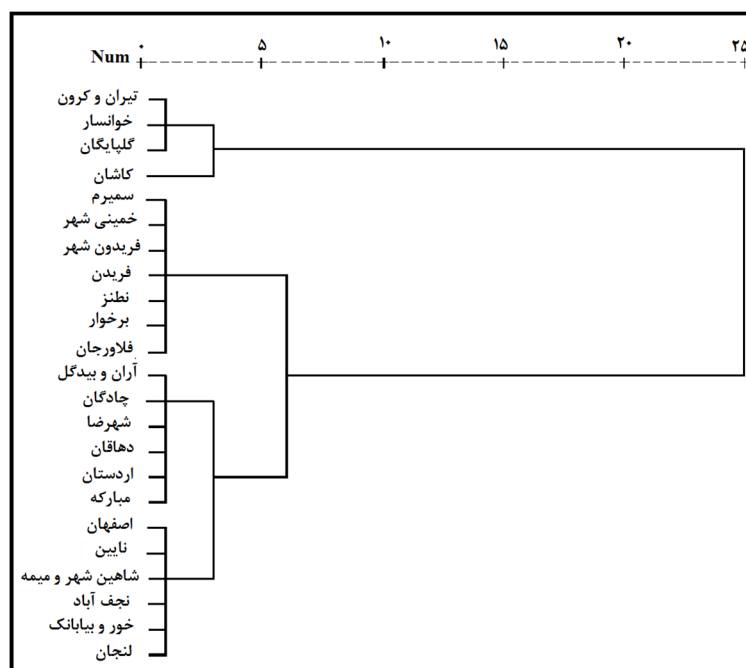 Num ۰ ۵ ۱۰ ۱۵ ۲۰ ۲۵
تیران و کرون
خوانسار
گلپایگان
کاشان
سمیرم
خمینی شهر
فریدون شهر
فریدن
نطنز
برخوار
فلاورجان
آران و بیدگل
چادگان
شهرضا
دهاقان
اردستان
مبارکه
اصفهان
نایین
شاهین شهر و میمه
نجف آباد
خور و بیابانک
لنجان